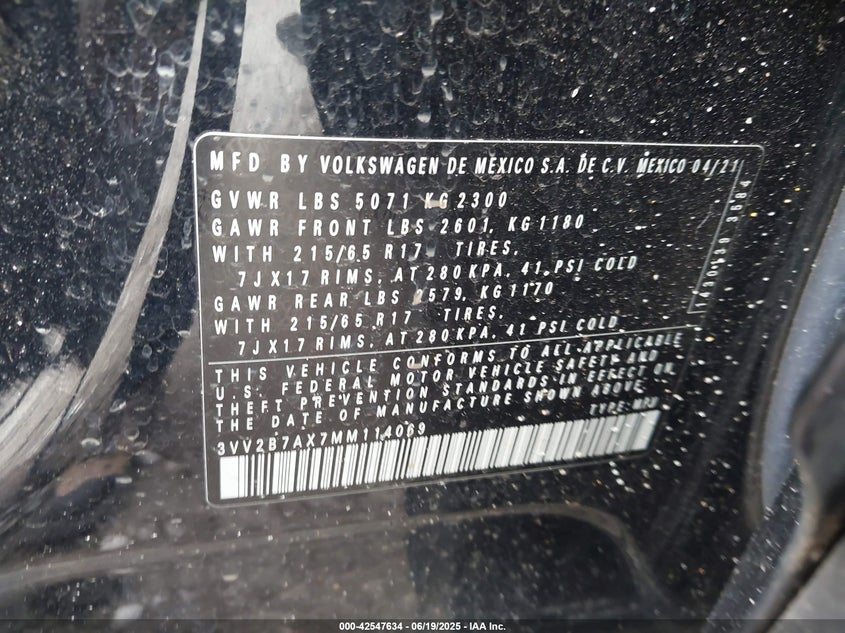 MFD BY VOLKSWAGEN DE MEXICO S.A. DE C.V. MEXICO 04/21
GVWR LBS 5071 KG 2300
GAWR FRONT LBS 2601, KG 1180
WITH 215/65 R17 TIRES,
7JX17 RIMS, AT 280 KPA, 41 PSI COLD
GAWR REAR LBS 2579, KG 1170
WITH 215/65 R17 TIRES,
7JX17 RIMS, AT 280 KPA, 41 PSI COLD
THIS VEHICLE CONFORMS TO ALL APPLICABLE
U.S. FEDERAL MOTOR VEHICLE SAFETY AND
THEFT PREVENTION STANDARDS IN EFFECT ON
THE DATE OF MANUFACTURE SHOWN ABOVE
TYPE: MPV
3VV2B7AX7MM114069
000-42547634 - 06/19/2025 - IAA Inc.